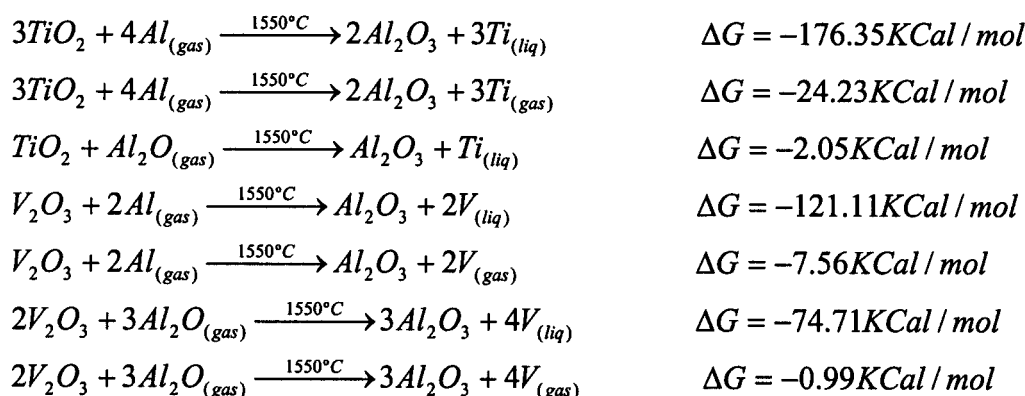 3TiO₂ + 4Al₍gas₎ —1550°C→ 2Al₂O₃ + 3Ti₍liq₎ ΔG = −176.35KCal / mol
3TiO₂ + 4Al₍gas₎ —1550°C→ 2Al₂O₃ + 3Ti₍gas₎ ΔG = −24.23KCal / mol
TiO₂ + Al₂O₍gas₎ —1550°C→ Al₂O₃ + Ti₍liq₎ ΔG = −2.05KCal / mol
V₂O₃ + 2Al₍gas₎ —1550°C→ Al₂O₃ + 2V₍liq₎ ΔG = −121.11KCal / mol
V₂O₃ + 2Al₍gas₎ —1550°C→ Al₂O₃ + 2V₍gas₎ ΔG = −7.56KCal / mol
2V₂O₃ + 3Al₂O₍gas₎ —1550°C→ 3Al₂O₃ + 4V₍liq₎ ΔG = −74.71KCal / mol
2V₂O₃ + 3Al₂O₍gas₎ —1550°C→ 3Al₂O₃ + 4V₍gas₎ ΔG = −0.99KCal / mol